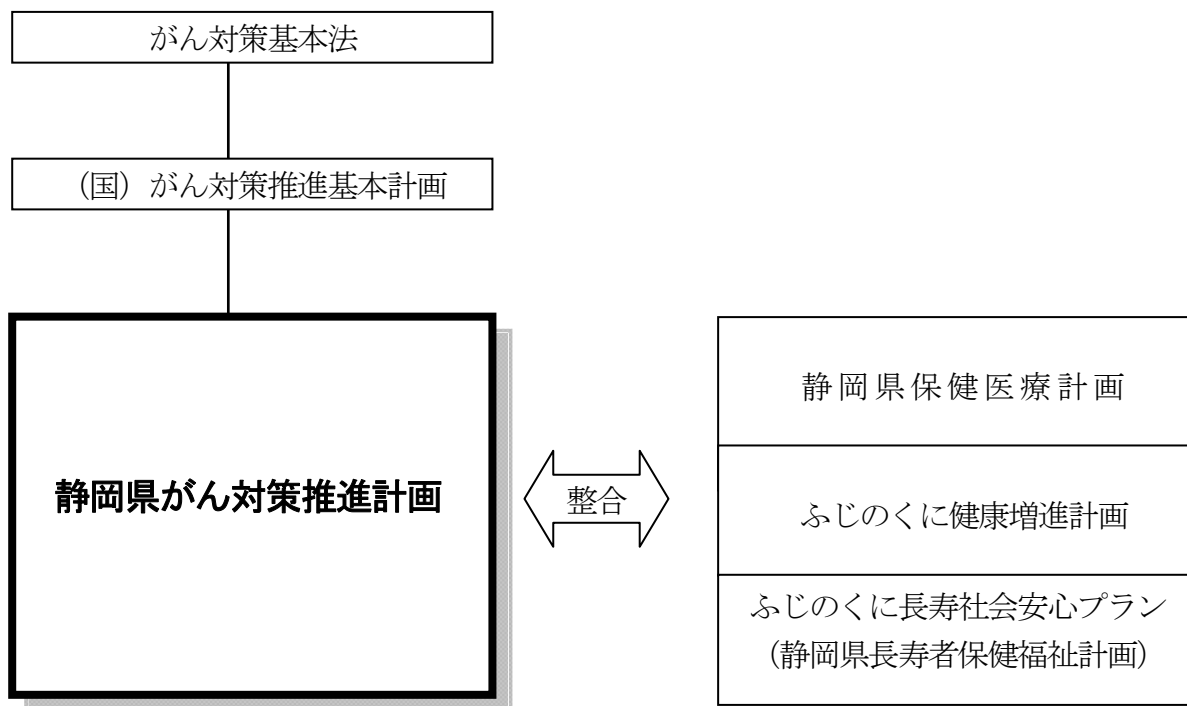 がん対策基本法
（国）がん対策推進基本計画
静岡県がん対策推進計画
整合
静岡県保健医療計画
ふじのくに健康増進計画
ふじのくに長寿社会安心プラン
（静岡県長寿者保健福祉計画）